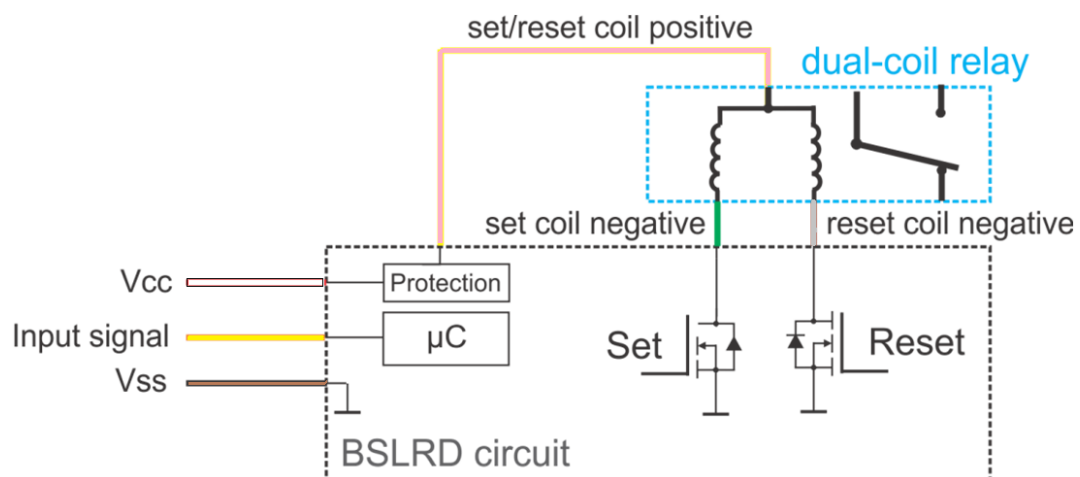 set/reset coil positive
dual-coil relay
set coil negative
reset coil negative
Vcc
Protection
Input signal
µC
Set
Reset
Vss
BSLRD circuit